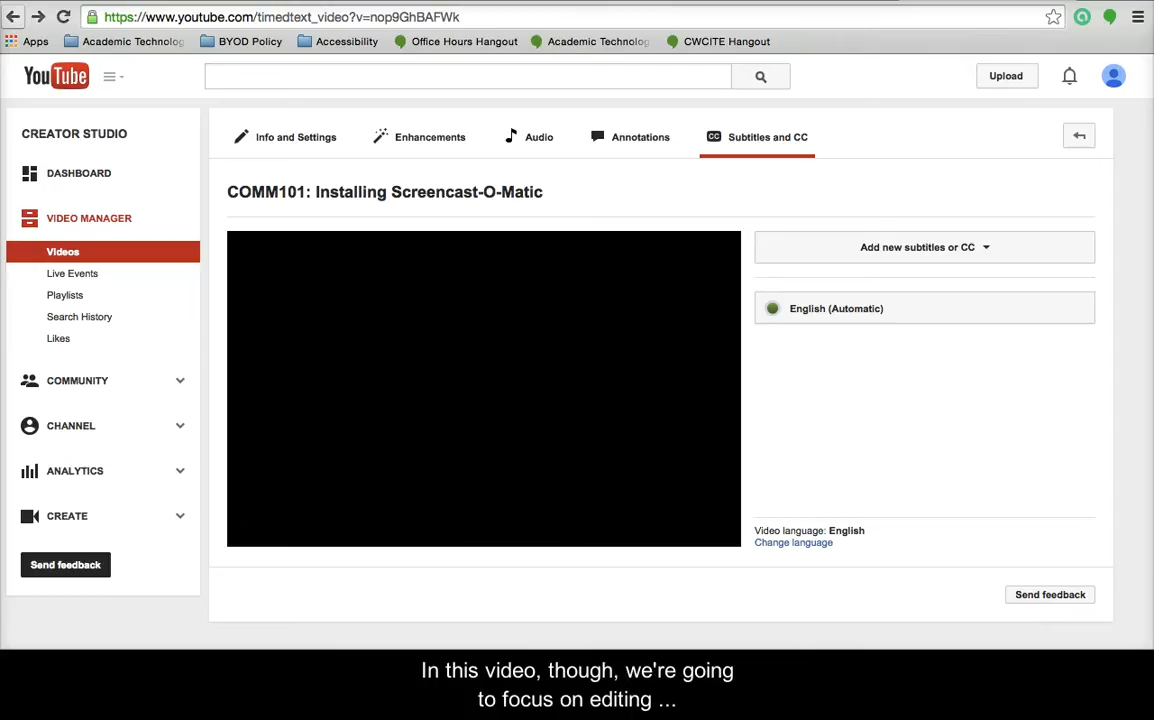 https://www.youtube.com/timedtext_video?v=nop9GhBAFWk
Apps Academic Technolog BYOD Policy Accessibility Office Hours Hangout Academic Technolog CWCITE Hangout
YouTube Upload
CREATOR STUDIO
DASHBOARD
VIDEO MANAGER
Videos
Live Events
Playlists
Search History
Likes
COMMUNITY
CHANNEL
ANALYTICS
CREATE
Send feedback
Info and Settings Enhancements Audio Annotations CC Subtitles and CC
COMM101: Installing Screencast-O-Matic
Add new subtitles or CC
English (Automatic)
Video language: English
Change language
Send feedback
In this video, though, we're going
to focus on editing ...